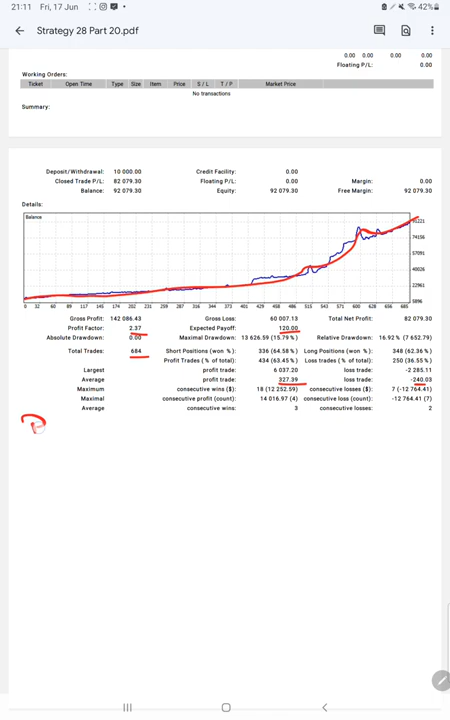 21:11 Fri, 17 Jun 42%
Strategy 28 Part 20.pdf
0.00 0.00 0.00 0.00
Floating P/L: 0.00
Working Orders:
Ticket Open Time Type Size Item Price S / L T / P Market Price
No transactions
Summary:
Deposit/Withdrawal: 10 000.00 Credit Facility: 0.00
Closed Trade P/L: 82 079.30 Floating P/L: 0.00 Margin: 0.00
Balance: 92 079.30 Equity: 92 079.30 Free Margin: 92 079.30
Details:
Balance
91221
74156
57091
40026
22961
5896
0 32 60 89 117 145 174 202 231 259 287 316 344 373 401 429 458 486 515 543 571 600 628 656 685
Gross Profit: 142 086.43 Gross Loss: 60 007.13 Total Net Profit: 82 079.30
Profit Factor: 2.37 Expected Payoff: 120.00
Absolute Drawdown: 0.00 Maximal Drawdown: 13 626.59 (15.79 %) Relative Drawdown: 16.92 % (7 652.79)
Total Trades: 684 Short Positions (won %): 336 (64.58 %) Long Positions (won %): 348 (62.36 %)
Profit Trades (% of total): 434 (63.45 %) Loss trades (% of total): 250 (36.55 %)
Largest profit trade: 6 037.20 loss trade: -2 285.11
Average profit trade: 327.39 loss trade: -240.03
Maximum consecutive wins ($): 18 (12 252.59) consecutive losses ($): 7 (-12 764.41)
Maximal consecutive profit (count): 14 016.97 (4) consecutive loss (count): -12 764.41 (7)
Average consecutive wins: 3 consecutive losses: 2